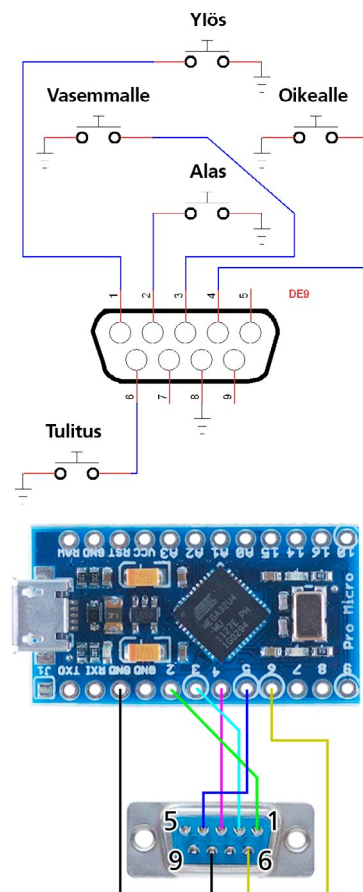 Ylös
Vasemmalle
Oikealle
Alas
1
2
3
4
5
DE9
6
7
8
9
Tulitus
RAW GND RST VCC A3 A2 A1 A0 15 14 16 10
MEGA32U4
Pro Micro
J1 TXO RXI GND GND 2 3 4 5 6 7 8 9
5
1
9
6